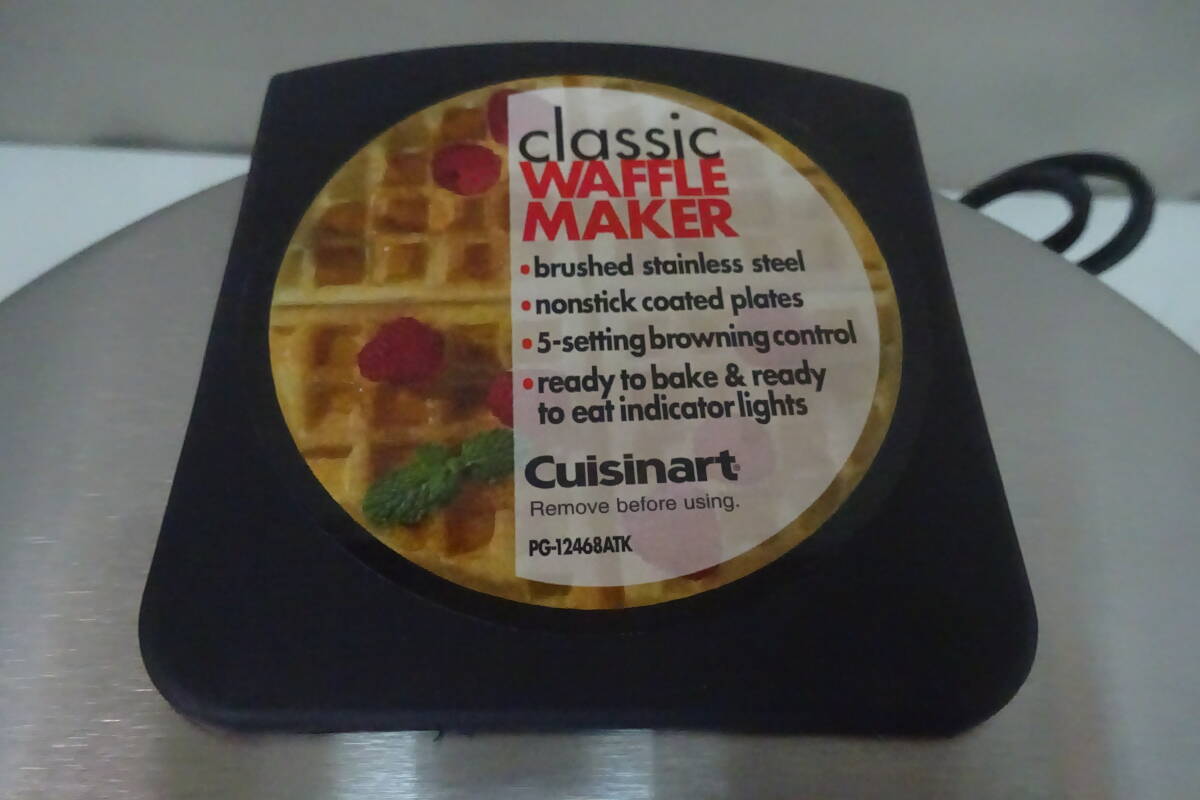 classic
WAFFLE
MAKER
•brushed stainless steel
•nonstick coated plates
•5-setting browning control
•ready to bake & ready
to eat indicator lights
Cuisinart®
Remove before using.
PG-12468ATK